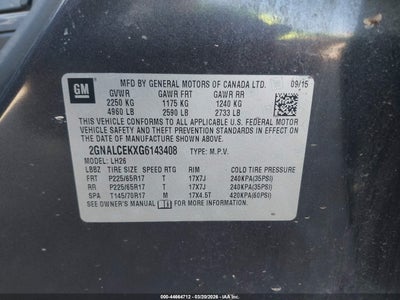 GM
MFD BY GENERAL MOTORS OF CANADA LTD. 09/15
GVWR GAWR FRT GAWR RR
2250 KG 1175 KG 1240 KG
4960 LB 2590 LB 2733 LB
THIS VEHICLE CONFORMS TO ALL APPLICABLE U.S.
FEDERAL MOTOR VEHICLE SAFETY AND THEFT
PREVENTION STANDARDS IN EFFECT ON THE DATE
OF MANUFACTURE SHOWN ABOVE.
2GNALCEKXG6143408 TYPE: M.P.V.
MODEL: LH26
LBBZ TIRE SIZE SPEED RTG RIM COLD TIRE PRESSURE
FRT P225/65R17 T 17X7J 240KPA(35PSI)
RR P225/65R17 T 17X7J 240KPA(35PSI)
SPA T145/70R17 M 17X4.5T 420KPA(60PSI)
SEE OWNER'S MANUAL FOR MORE INFORMATION.
000-44664712 - 03/20/2026 - IAAI.COM